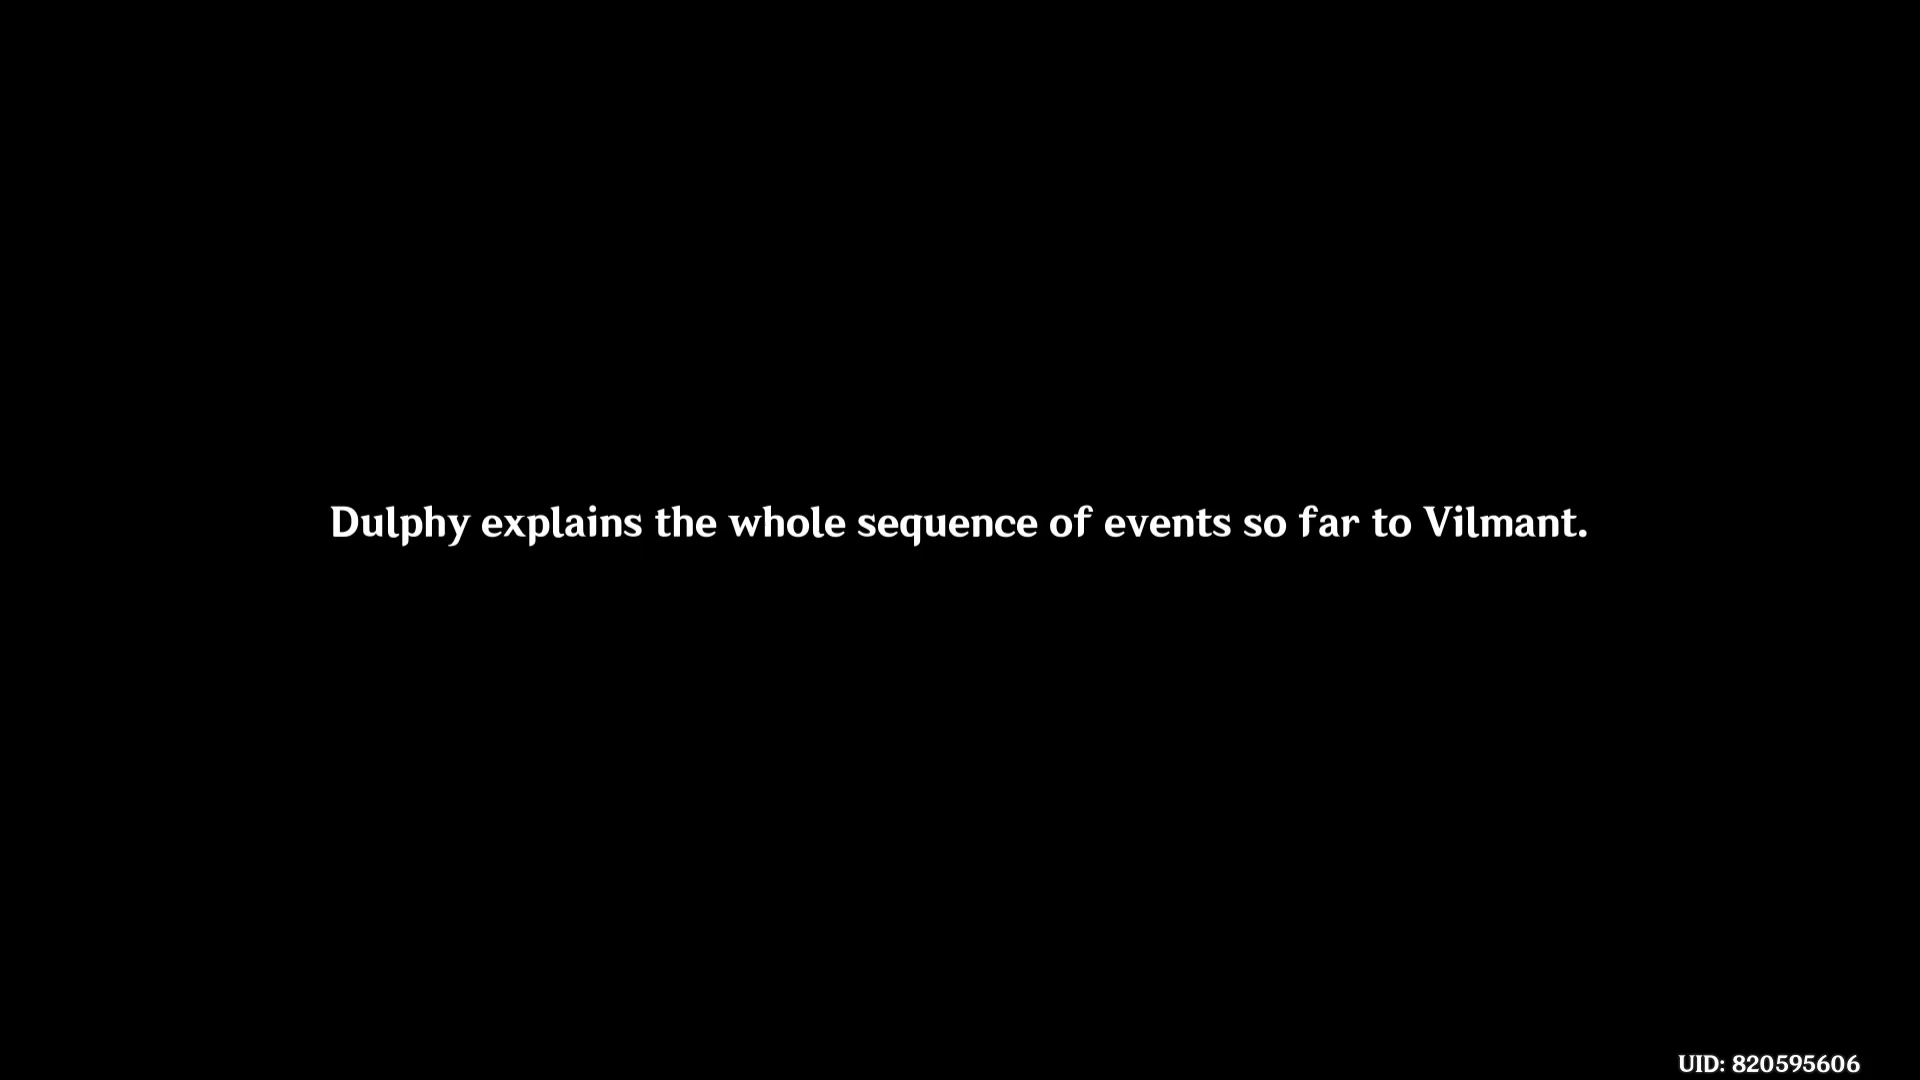 Dulphy explains the whole sequence of events so far to Vilmant.
UID: 820595606